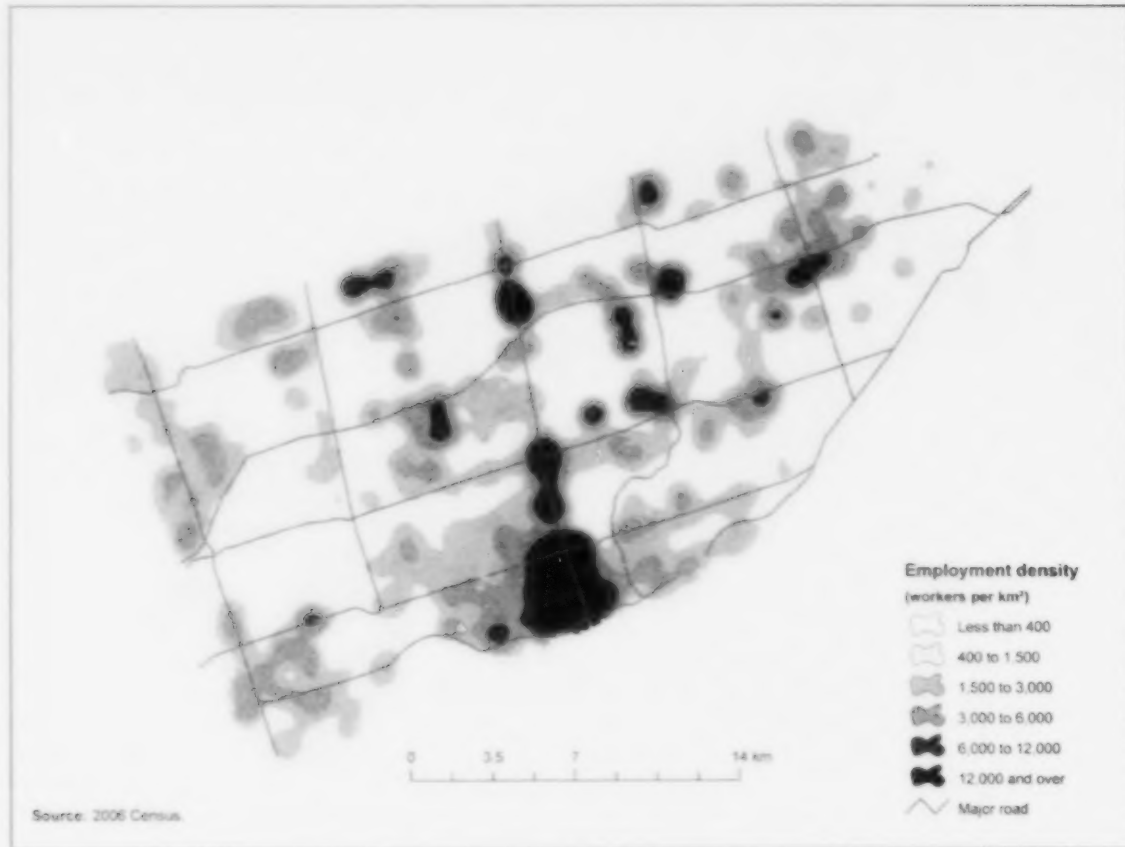 Employment density
(workers per km²)
Less than 400
400 to 1.500
1.500 to 3,000
3,000 to 6.000
6,000 to 12.000
12.000 and over
Major road
0 3.5 7 14 km
Source: 2006 Census.